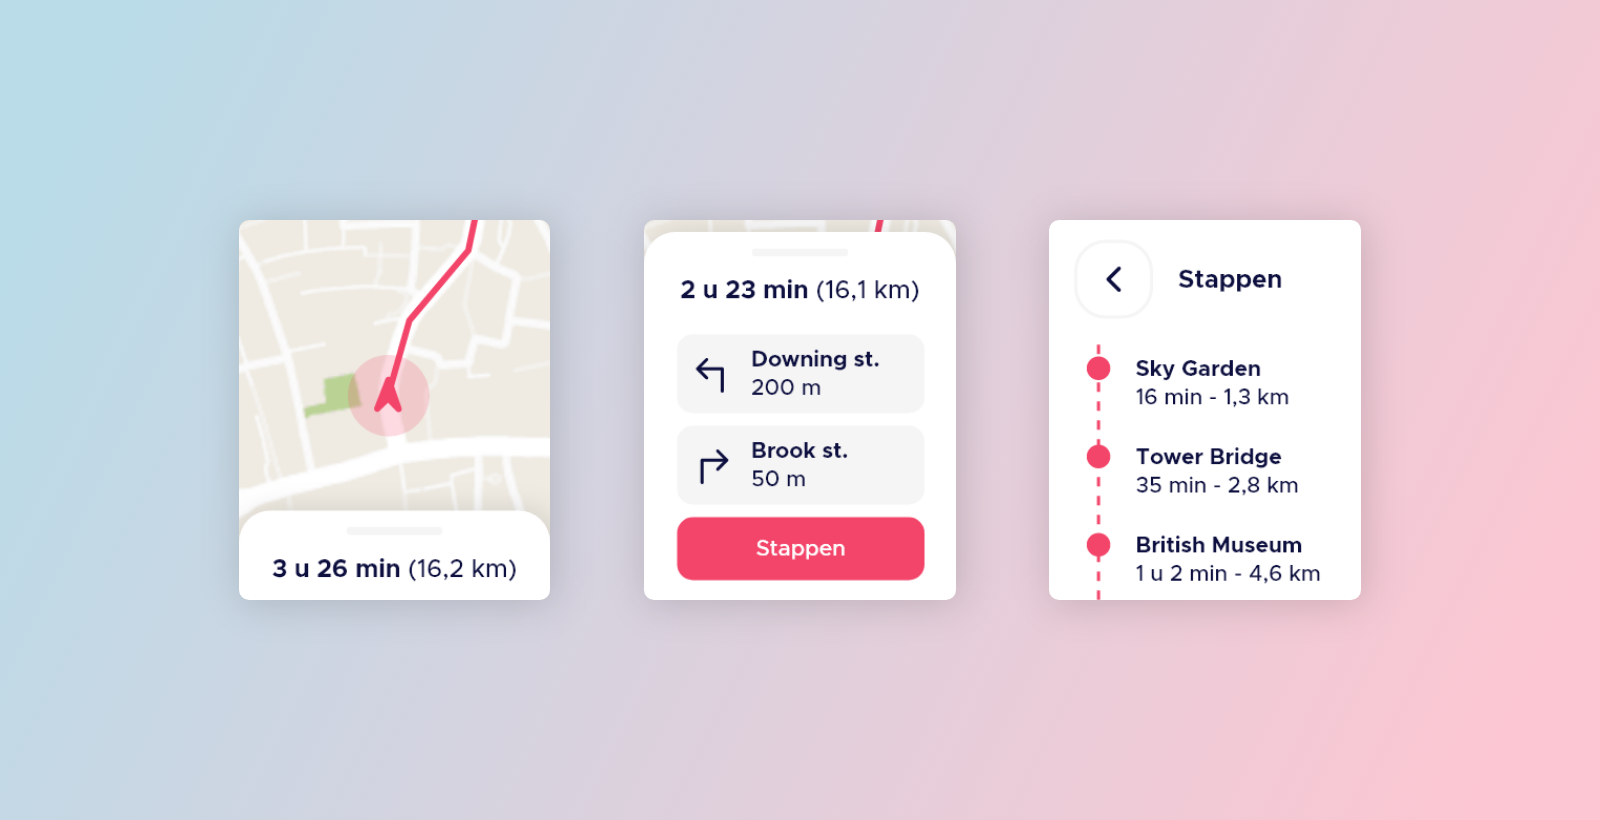 3 u 26 min (16,2 km)
2 u 23 min (16,1 km)
Downing st.
200 m
Brook st.
50 m
Stappen
Stappen
Sky Garden
16 min - 1,3 km
Tower Bridge
35 min - 2,8 km
British Museum
1 u 2 min - 4,6 km